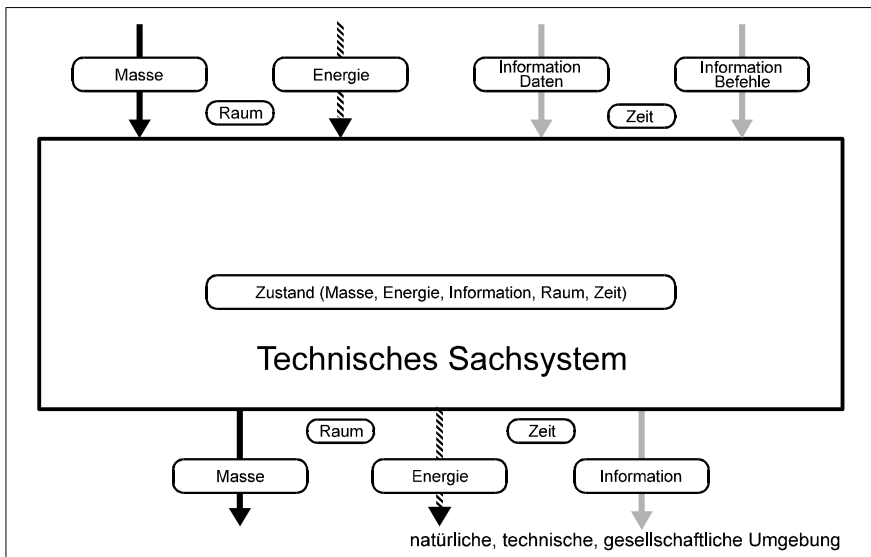 Masse
Energie
Information
Daten
Information
Befehle
Raum
Zeit
Zustand (Masse, Energie, Information, Raum, Zeit)
Technisches Sachsystem
Raum
Zeit
Masse
Energie
Information
natürliche, technische, gesellschaftliche Umgebung